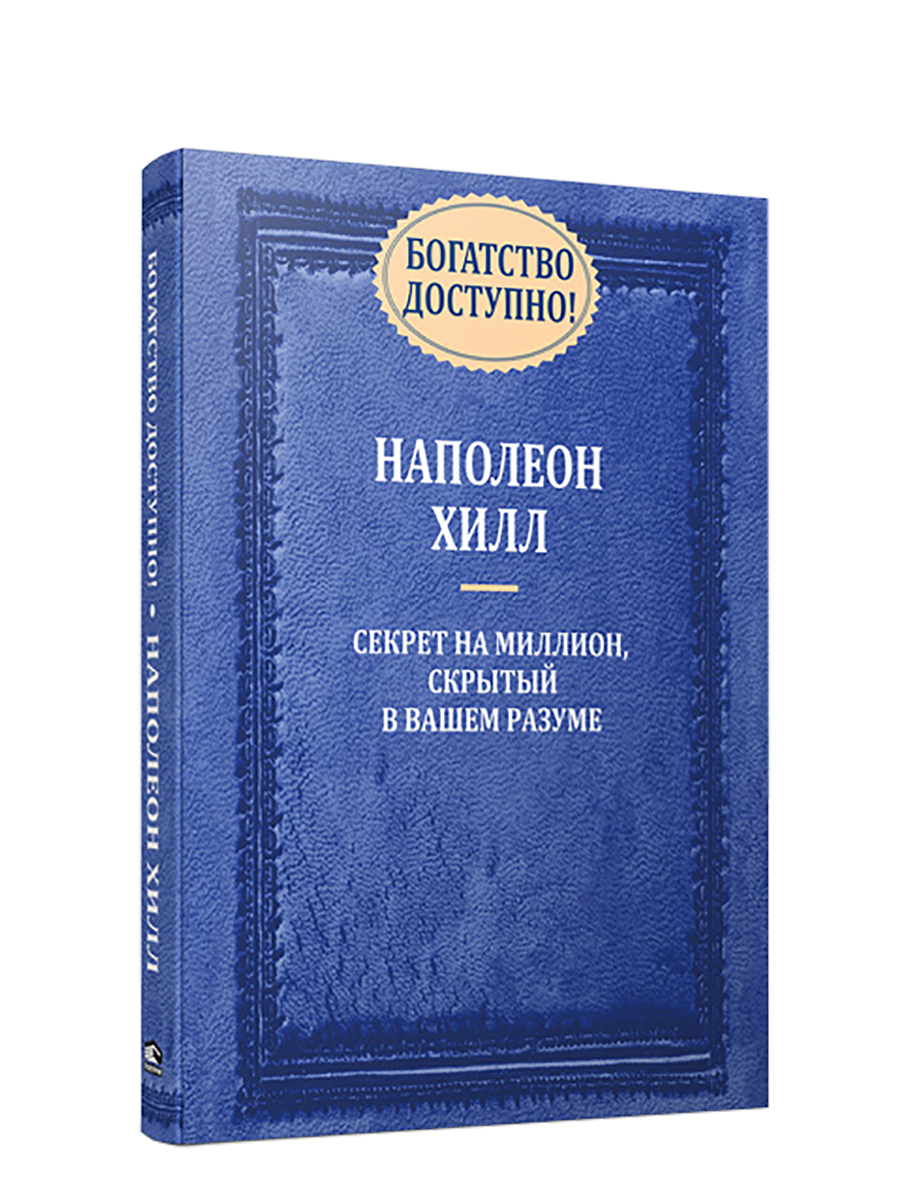 БОГАТСТВО
ДОСТУПНО!
НАПОЛЕОН
ХИЛЛ
СЕКРЕТ НА МИЛЛИОН,
СКРЫТЫЙ
В ВАШЕМ РАЗУМЕ
БОГАТСТВО ДОСТУПНО! • НАПОЛЕОН ХИЛЛ